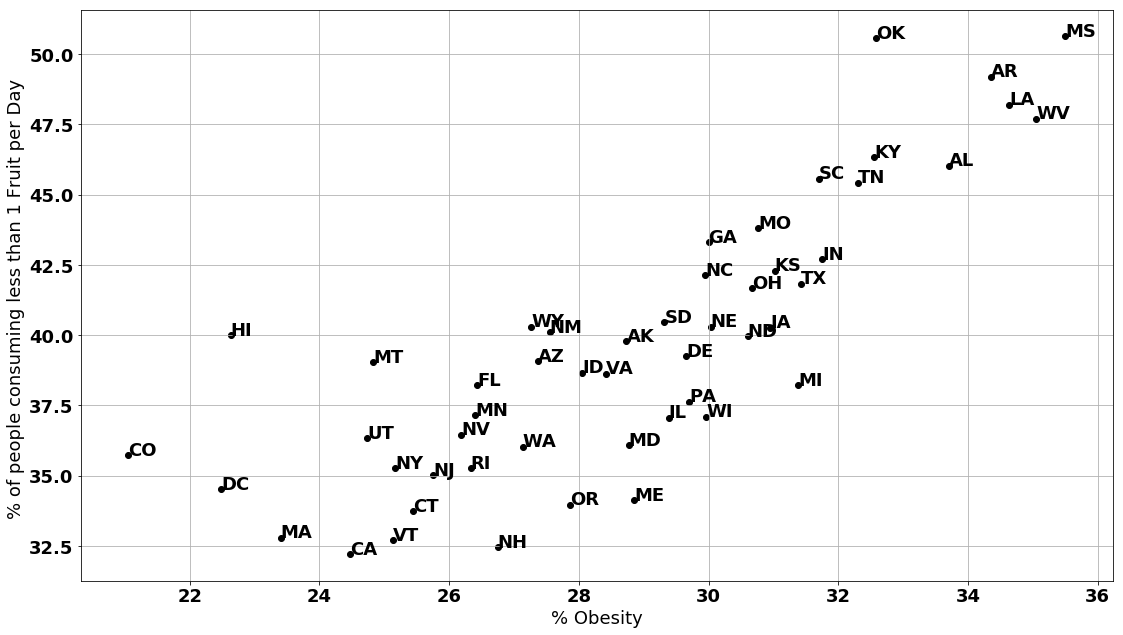 % of people consuming less than 1 Fruit per Day
50.0
47.5
45.0
42.5
40.0
37.5
35.0
32.5
OK
MS
AR
LA
WV
KY
AL
SC
TN
MO
GA
IN
NC
KS
TX
OH
HI
WY
NM
SD
NE
ND
IA
AK
MT
AZ
ID
VA
DE
FL
MI
MN
PA
IL
WI
UT
NV
WA
MD
CO
NY
NJ
RI
DC
CT
OR
ME
MA
CA
VT
NH
22
24
26
28
30
32
34
36
% Obesity